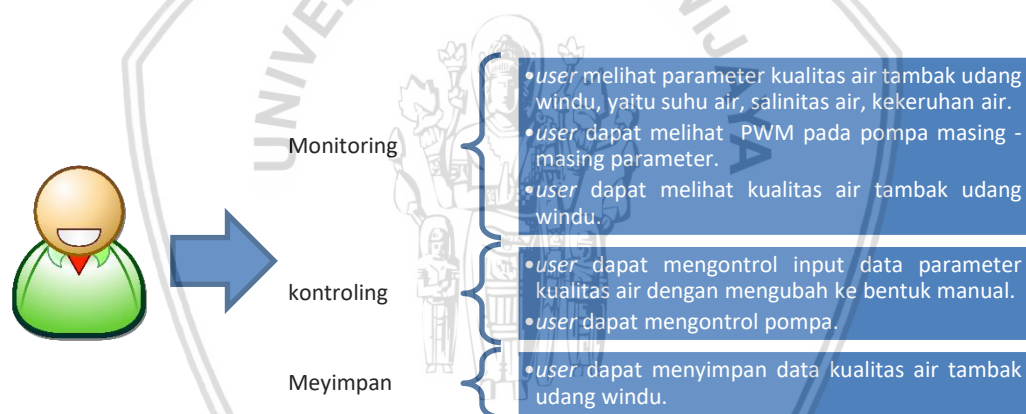 Monitoring
•user melihat parameter kualitas air tambak udang
windu, yaitu suhu air, salinitas air, kekeruhan air.
•user dapat melihat PWM pada pompa masing -
masing parameter.
•user dapat melihat kualitas air tambak udang
windu.
kontroling
•user dapat mengontrol input data parameter
kualitas air dengan mengubah ke bentuk manual.
•user dapat mengontrol pompa.
Meyimpan
•user dapat menyimpan data kualitas air tambak
udang windu.